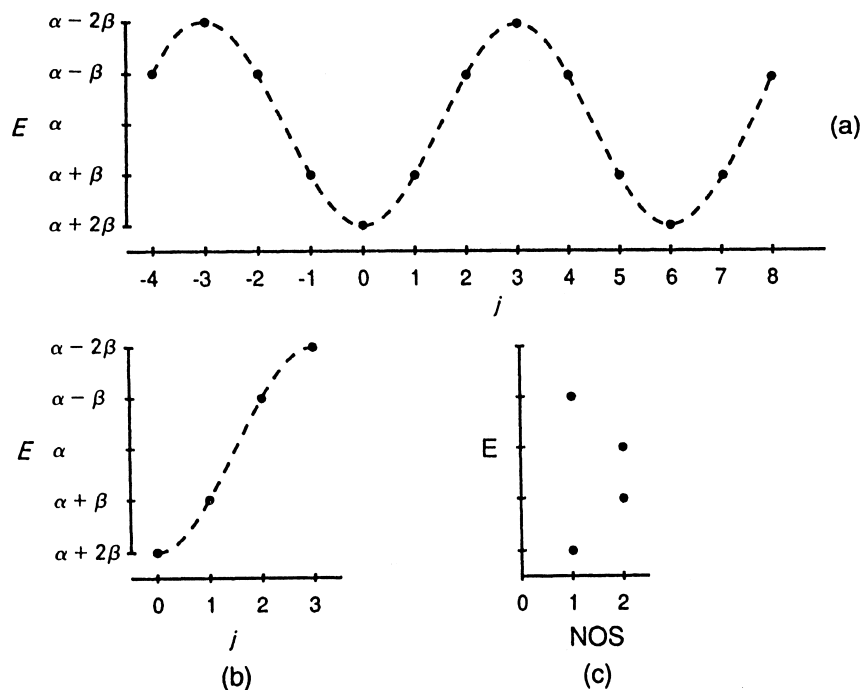 α − 2β
α − β
E α
α + β
α + 2β
(a)
-4 -3 -2 -1 0 1 2 3 4 5 6 7 8
j
α − 2β
α − β
E α
α + β
α + 2β
0 1 2 3
j
(b)
E
0 1 2
NOS
(c)